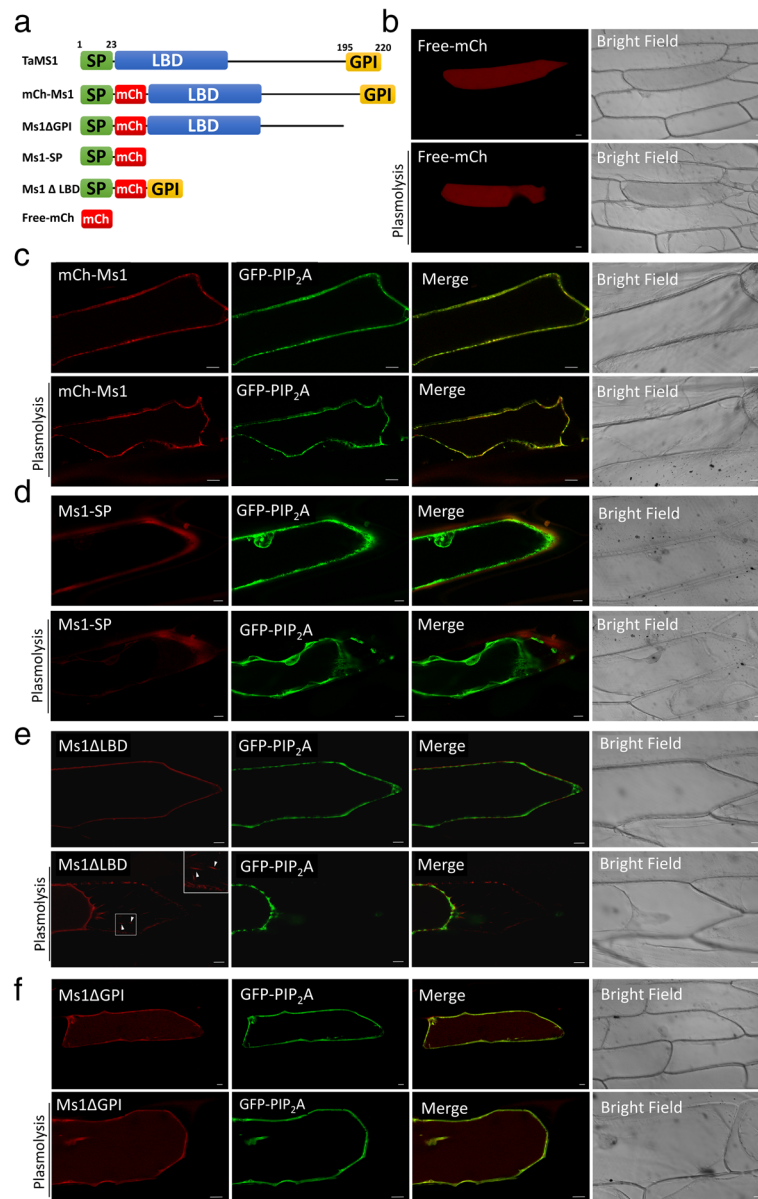 a
1 23 195 220
TaMS1 SP LBD GPI
mCh-Ms1 SP mCh LBD GPI
Ms1ΔGPI SP mCh LBD
Ms1-SP SP mCh
Ms1 Δ LBD SP mCh GPI
Free-mCh mCh
b
Free-mCh Bright Field
Plasmolysis Free-mCh Bright Field
c
mCh-Ms1 GFP-PIP₂A Merge Bright Field
Plasmolysis mCh-Ms1 GFP-PIP₂A Merge Bright Field
d
Ms1-SP GFP-PIP₂A Merge Bright Field
Plasmolysis Ms1-SP GFP-PIP₂A Merge Bright Field
e
Ms1ΔLBD GFP-PIP₂A Merge Bright Field
Plasmolysis Ms1ΔLBD GFP-PIP₂A Merge Bright Field
f
Ms1ΔGPI GFP-PIP₂A Merge Bright Field
Plasmolysis Ms1ΔGPI GFP-PIP₂A Merge Bright Field